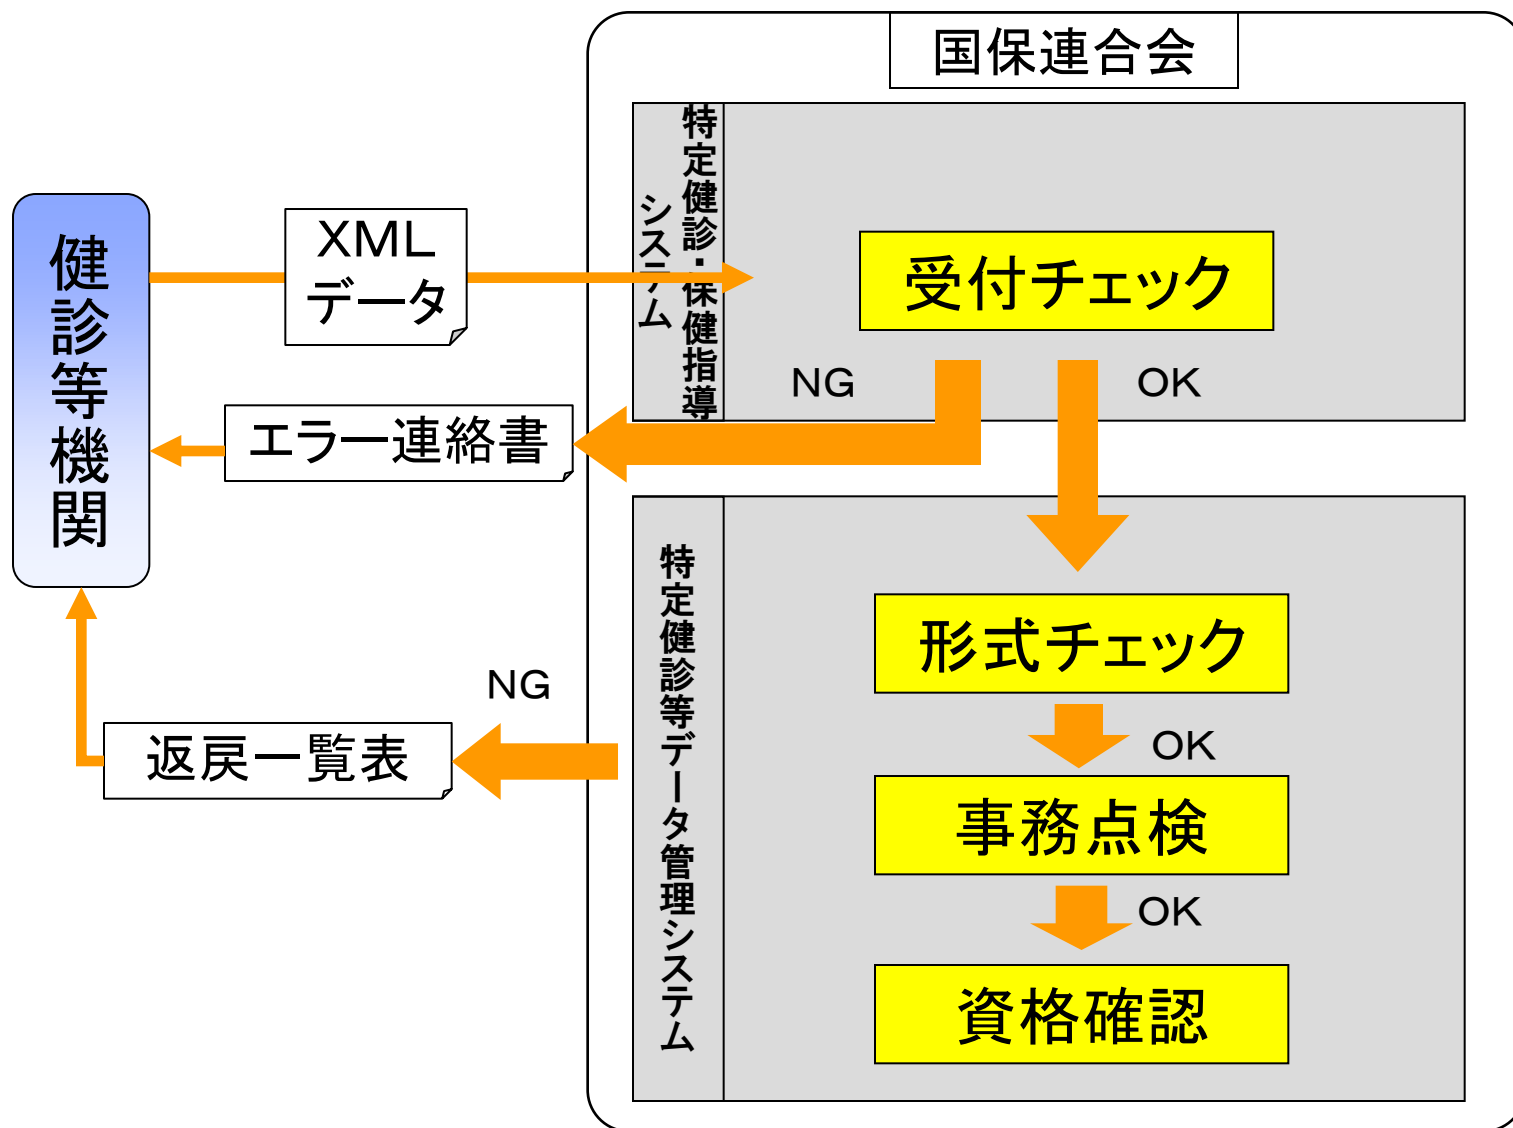 国保連合会
特定健診・保健指導
システム
健診等機関
XML
データ
受付チェック
NG
OK
エラー連絡書
特定健診等データ管理システム
形式チェック
NG
OK
返戻一覧表
事務点検
OK
資格確認